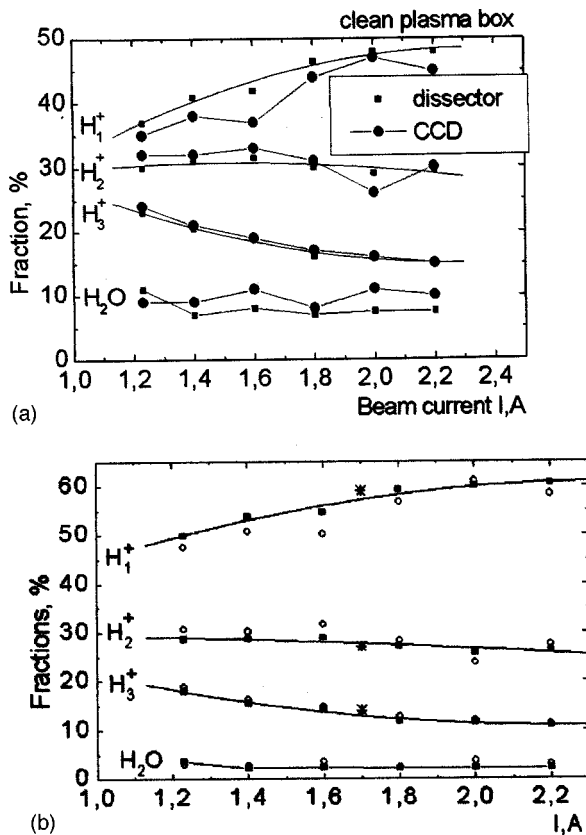 clean plasma box
50
40
30
20
10
0
Fraction, %
H₁⁺
H₂⁺
H₃⁺
H₂O
dissector
CCD
1,0 1,2 1,4 1,6 1,8 2,0 2,2 2,4
Beam current I,A
(a)
60
50
40
30
20
10
0
Fractions, %
H₁⁺
H₂⁺
H₃⁺
H₂O
1,0 1,2 1,4 1,6 1,8 2,0 2,2
I,A
(b)